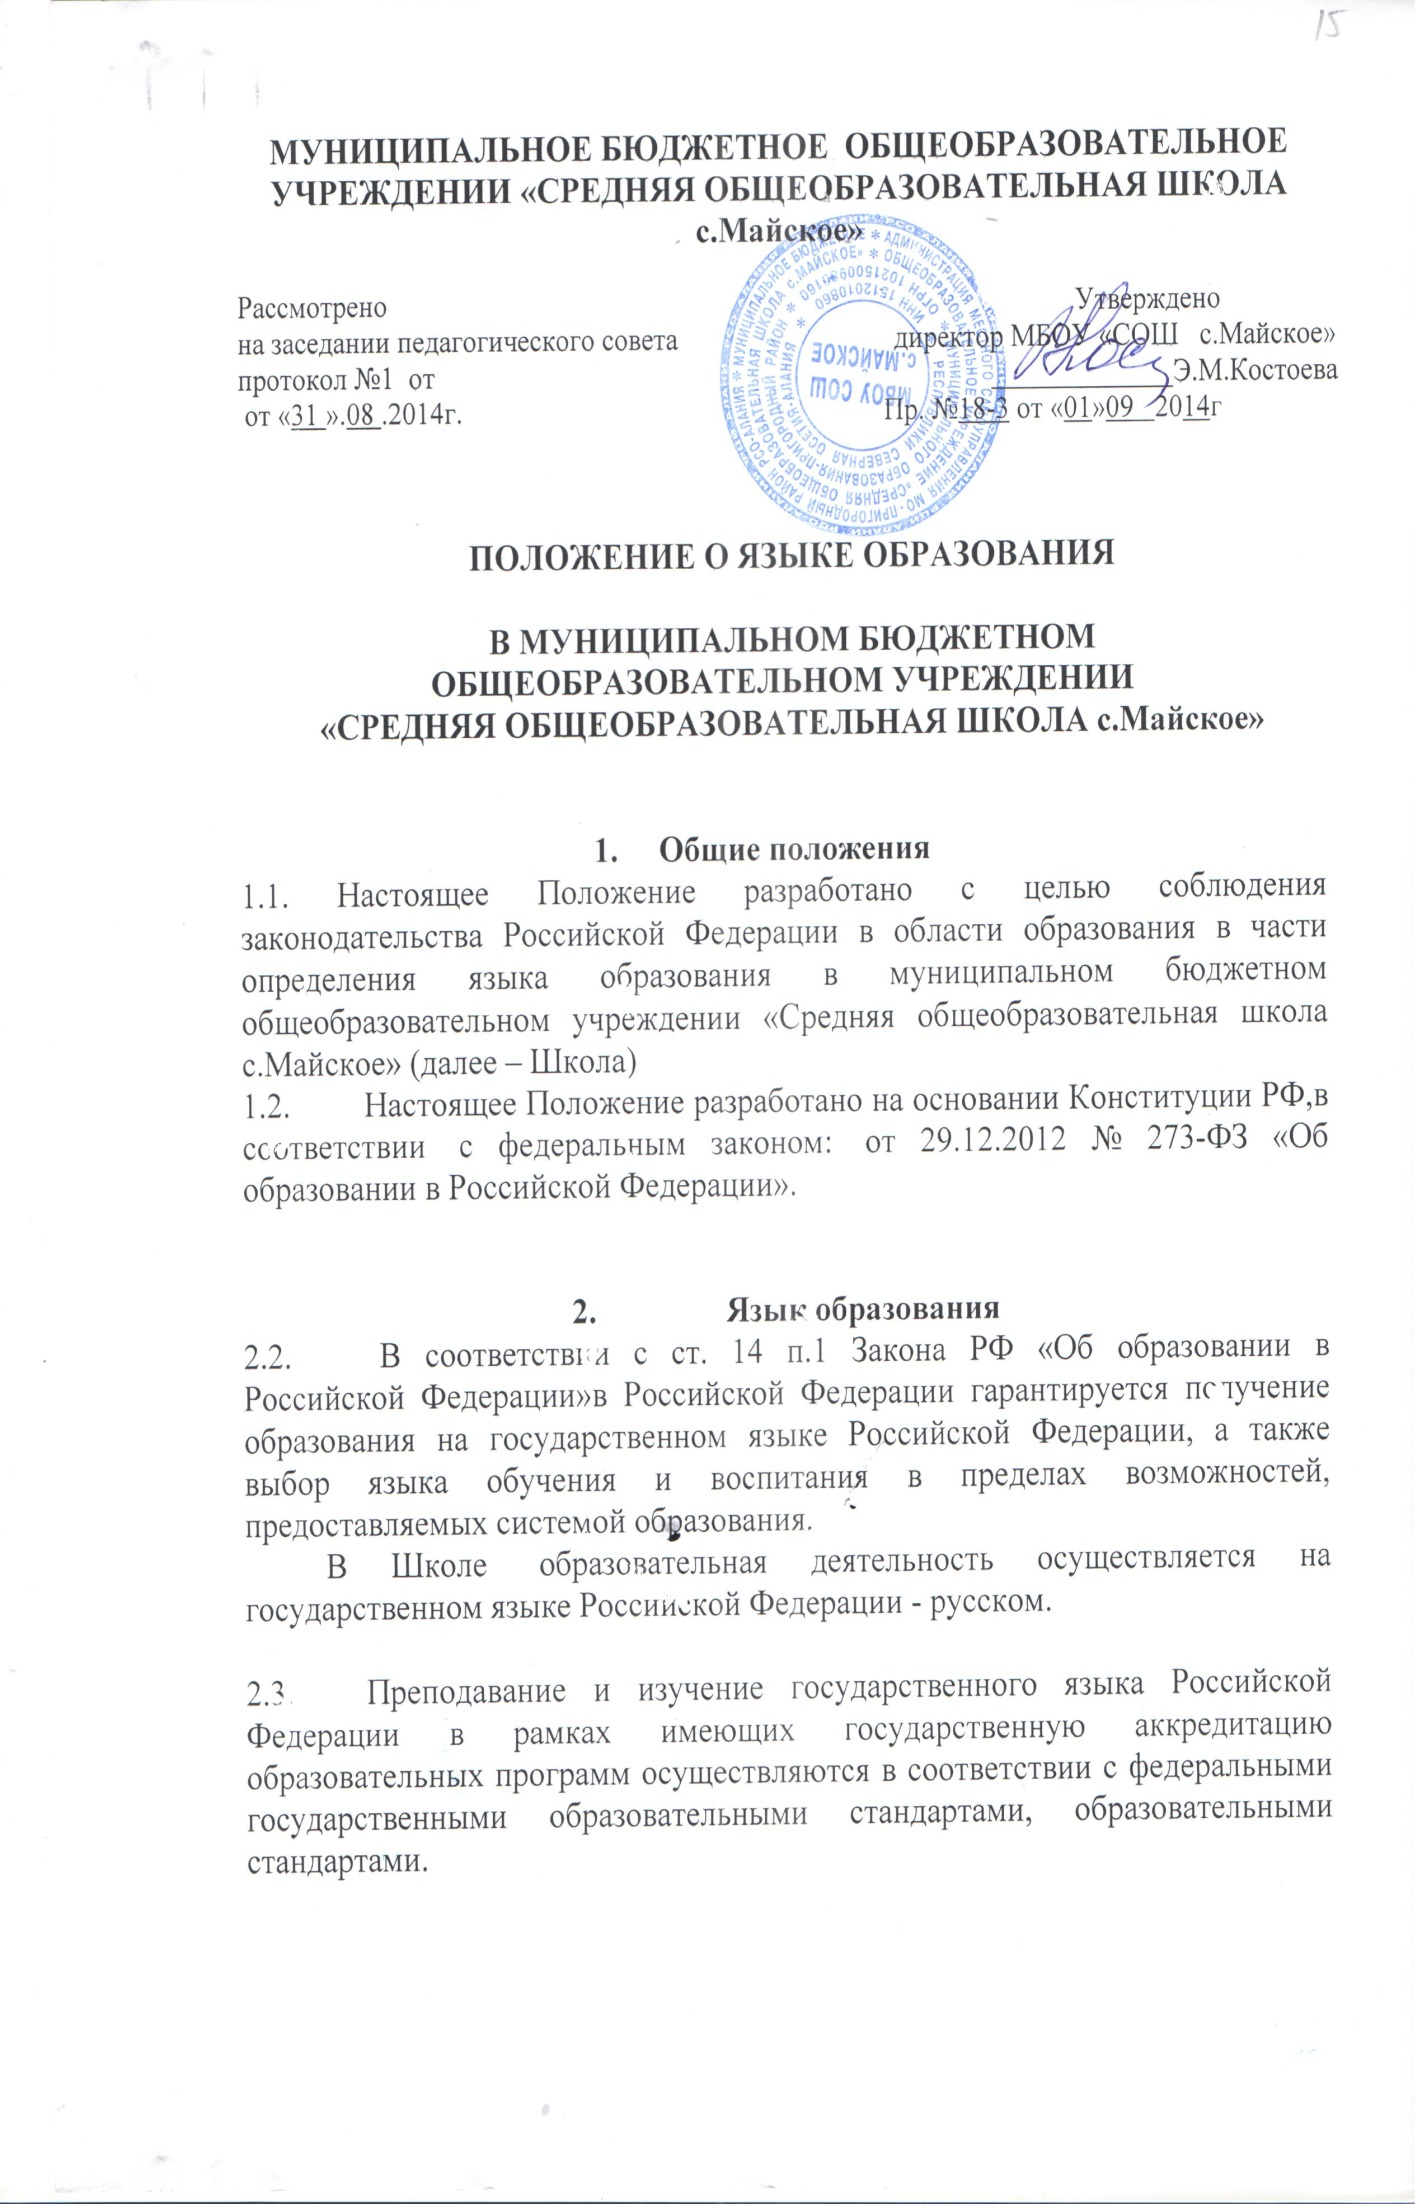 15
МУНИЦИПАЛЬНОЕ БЮДЖЕТНОЕ ОБЩЕОБРАЗОВАТЕЛЬНОЕ
УЧРЕЖДЕНИИ «СРЕДНЯЯ ОБЩЕОБРАЗОВАТЕЛЬНАЯ ШКОЛА
с.Майское»
Рассмотрено
на заседании педагогического совета
протокол №1 от
от «31 ».08 .2014г.
Утверждено
директор МБОУ «СОШ с.Майское»
Э.М.Костоева
Пр. №18-3 от «01»09 2014г
МБОУ СОШ
с.МАЙСКОЕ
ИНН 1512010860
ПОЛОЖЕНИЕ О ЯЗЫКЕ ОБРАЗОВАНИЯ
В МУНИЦИПАЛЬНОМ БЮДЖЕТНОМ
ОБЩЕОБРАЗОВАТЕЛЬНОМ УЧРЕЖДЕНИИ
«СРЕДНЯЯ ОБЩЕОБРАЗОВАТЕЛЬНАЯ ШКОЛА с.Майское»
1. Общие положения
1.1. Настоящее Положение разработано с целью соблюдения
законодательства Российской Федерации в области образования в части
определения языка образования в муниципальном бюджетном
общеобразовательном учреждении «Средняя общеобразовательная школа
с.Майское» (далее – Школа)
1.2. Настоящее Положение разработано на основании Конституции РФ,в
соответствии с федеральным законом: от 29.12.2012 № 273-ФЗ «Об
образовании в Российской Федерации».
2. Язык образования
2.2. В соответствии с ст. 14 п.1 Закона РФ «Об образовании в
Российской Федерации»в Российской Федерации гарантируется получение
образования на государственном языке Российской Федерации, а также
выбор языка обучения и воспитания в пределах возможностей,
предоставляемых системой образования.
В Школе образовательная деятельность осуществляется на
государственном языке Российской Федерации - русском.
2.3. Преподавание и изучение государственного языка Российской
Федерации в рамках имеющих государственную аккредитацию
образовательных программ осуществляются в соответствии с федеральными
государственными образовательными стандартами, образовательными
стандартами.